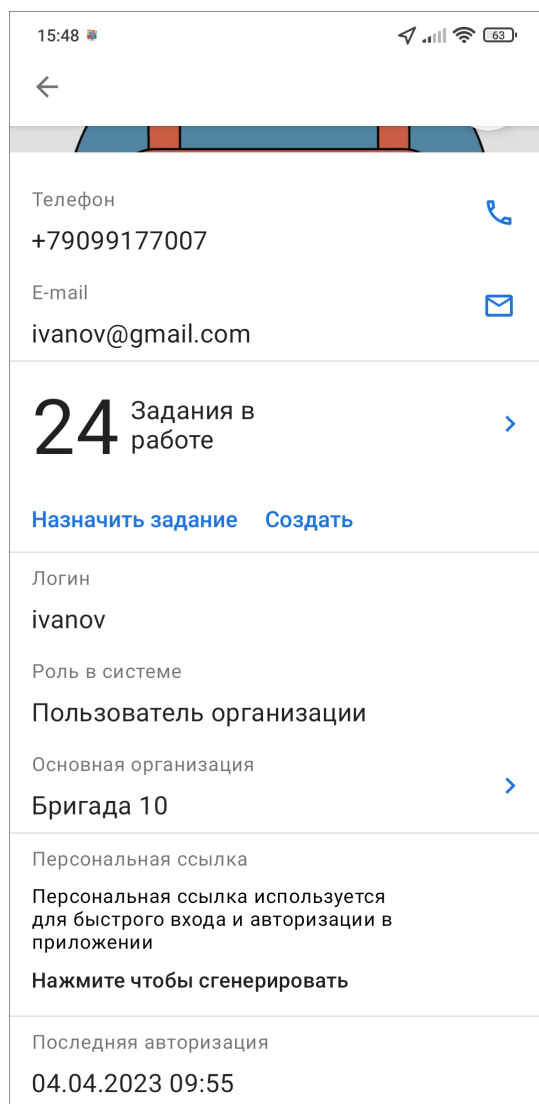 15:48
63
Телефон
+79099177007
E-mail
ivanov@gmail.com
24
Задания в
работе
Назначить задание Создать
Логин
ivanov
Роль в системе
Пользователь организации
Основная организация
Бригада 10
Персональная ссылка
Персональная ссылка используется
для быстрого входа и авторизации в
приложении
Нажмите чтобы сгенерировать
Последняя авторизация
04.04.2023 09:55